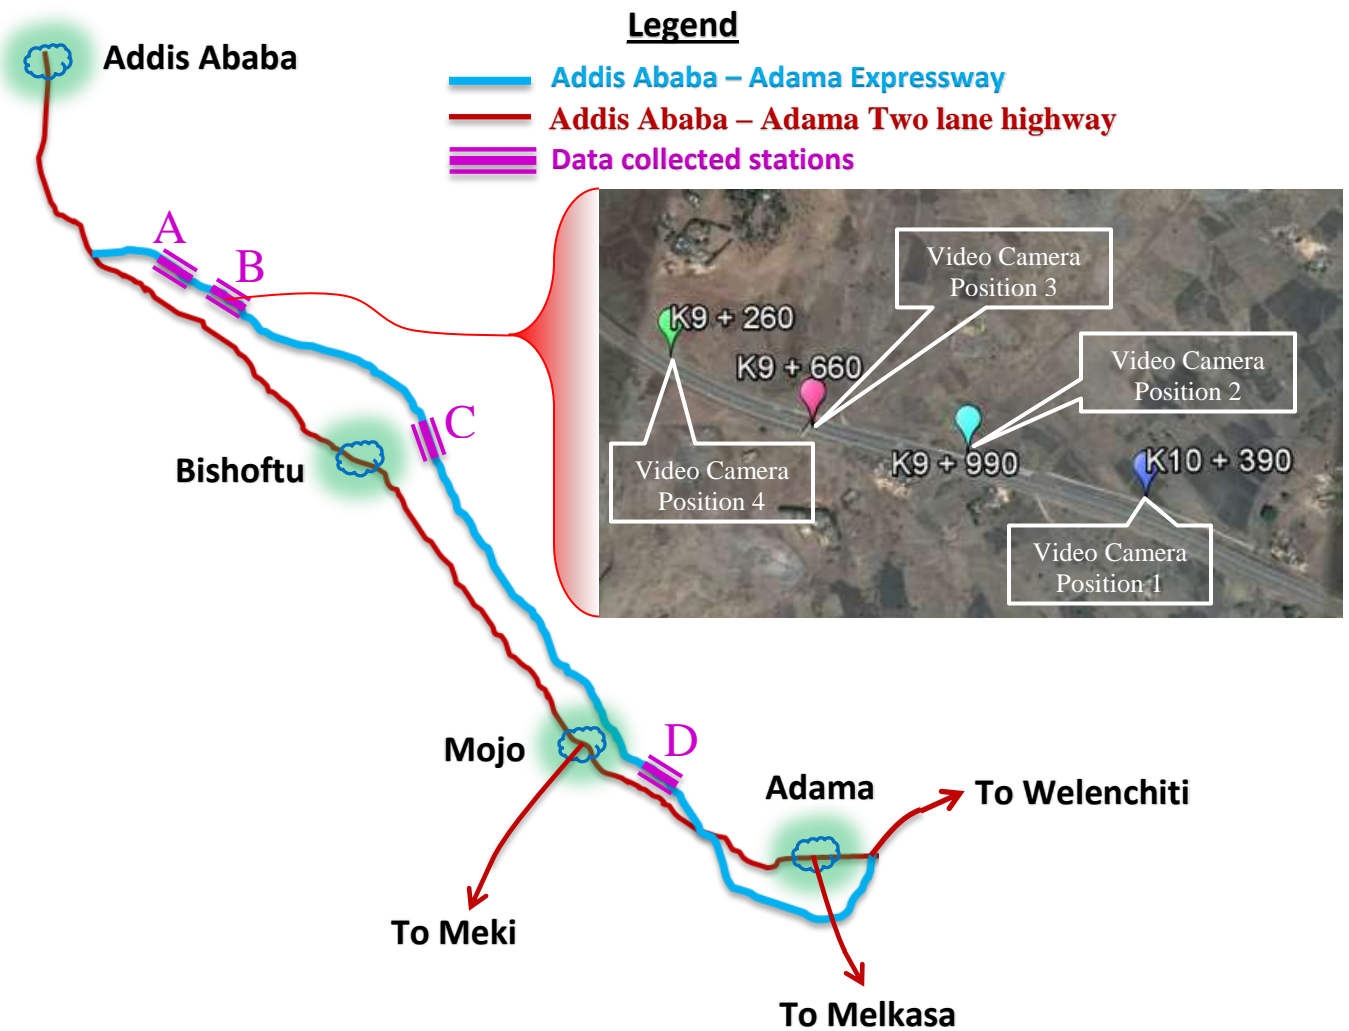 Legend
Addis Ababa
Addis Ababa – Adama Expressway
Addis Ababa – Adama Two lane highway
Data collected stations
A
B
C
D
Video Camera
Position 3
K9 + 260
K9 + 660
Video Camera
Position 2
K9 + 990
K10 + 390
Video Camera
Position 4
Video Camera
Position 1
Bishoftu
Mojo
Adama
To Welenchiti
To Meki
To Melkasa